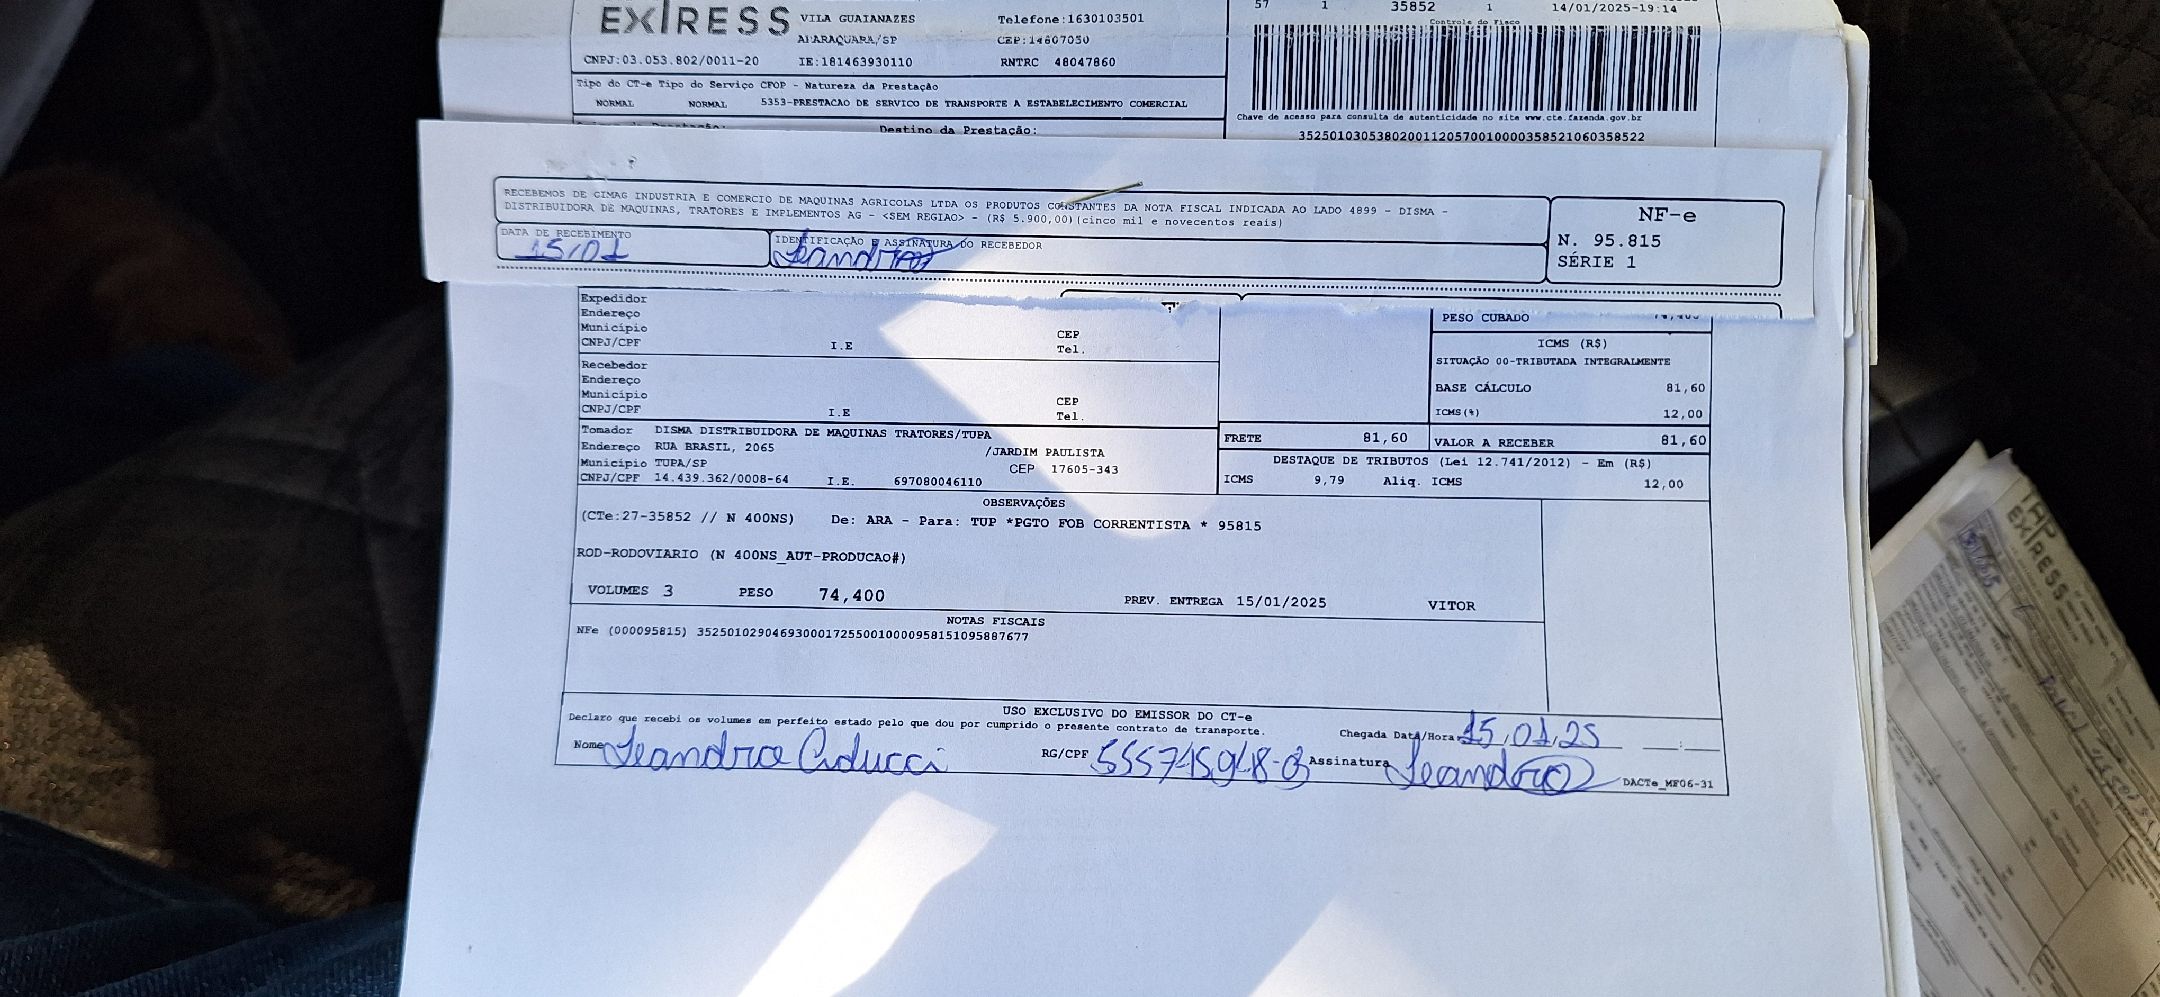 EXPRESS
VILA GUAIANAZES Telefone:1630103501
ARARAQUARA/SP CEP:14807050
CNPJ:03.053.802/0011-20 IE:181463930110 RNTRC 48047860
57 1 35852 1 14/01/2025-19:14
Controle do Fisco
Tipo do CT-e Tipo do Serviço CFOP - Natureza da Prestação
NORMAL NORMAL 5353-PRESTACAO DE SERVICO DE TRANSPORTE A ESTABELECIMENTO COMERCIAL
Chave de acesso para consulta de autenticidade no site www.cte.fazenda.gov.br
35250103053802001120570010000358521060358522
Destino da Prestação:
RECEBEMOS DE CIMAG INDUSTRIA E COMERCIO DE MAQUINAS AGRICOLAS LTDA OS PRODUTOS CONSTANTES DA NOTA FISCAL INDICADA AO LADO 4899 - DISMA -
DISTRIBUIDORA DE MAQUINAS, TRATORES E IMPLEMENTOS AG - <SEM REGIAO> - (R$ 5.900,00)(cinco mil e novecentos reais)
DATA DE RECEBIMENTO
15/01
IDENTIFICAÇÃO E ASSINATURA DO RECEBEDOR
Leandro
NF-e
N. 95.815
SÉRIE 1
Expedidor
Endereço
Município CEP
CNPJ/CPF I.E Tel.
Recebedor
Endereço
Município CEP
CNPJ/CPF I.E Tel.
PESO CUBADO
ICMS (R$)
SITUAÇÃO 00-TRIBUTADA INTEGRALMENTE
BASE CÁLCULO 81,60
ICMS(%) 12,00
Tomador DISMA DISTRIBUIDORA DE MAQUINAS TRATORES/TUPA
Endereço RUA BRASIL, 2065 /JARDIM PAULISTA
Município TUPA/SP CEP 17605-343
CNPJ/CPF 14.439.362/0008-64 I.E. 697080046110
FRETE 81,60 VALOR A RECEBER 81,60
DESTAQUE DE TRIBUTOS (Lei 12.741/2012) - Em (R$)
ICMS 9,79 Aliq. ICMS 12,00
OBSERVAÇÕES
(CTe:27-35852 // N 400NS) De: ARA - Para: TUP *PGTO FOB CORRENTISTA * 95815
ROD-RODOVIARIO (N 400NS_AUT-PRODUCAO#)
VOLUMES 3 PESO 74,400 PREV. ENTREGA 15/01/2025 VITOR
NOTAS FISCAIS
NFe (000095815) 35250102904693000172550010000958151095887677
USO EXCLUSIVO DO EMISSOR DO CT-e
Declaro que recebi os volumes em perfeito estado pelo que dou por cumprido o presente contrato de transporte.
Chegada Data/Hora 15,01,25 __:__
Nome Leandro
RG/CPF
Assinatura Leandro
DACTe_MF06-31